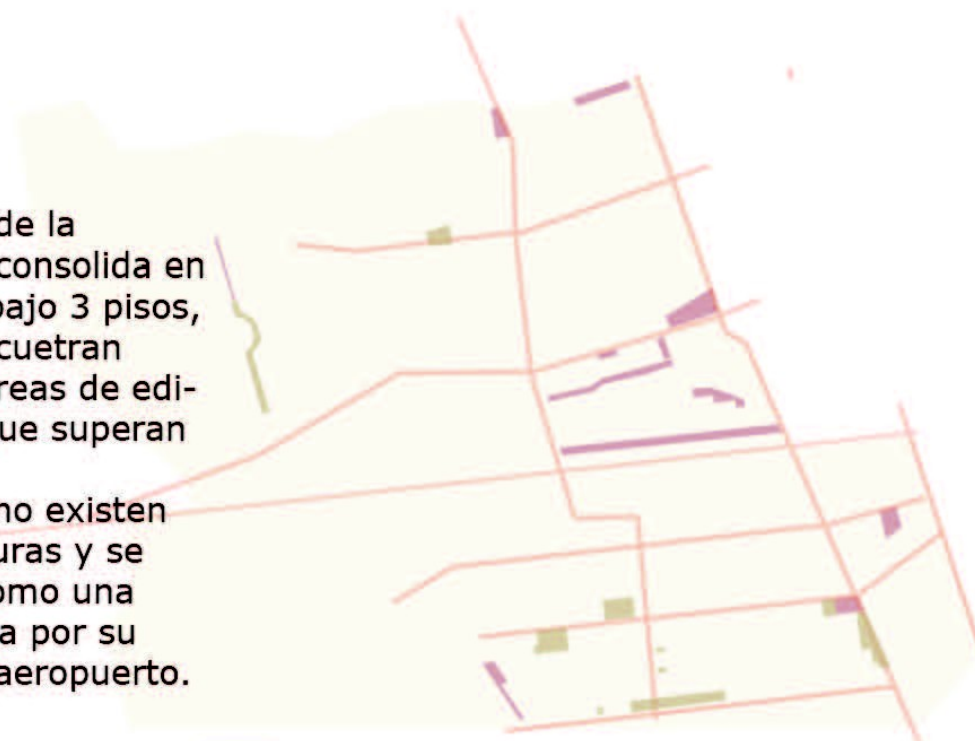 de la
consolida en
bajo 3 pisos,
cuetran
reas de edi-
ue superan
no existen
uras y se
omo una
a por su
aeropuerto.